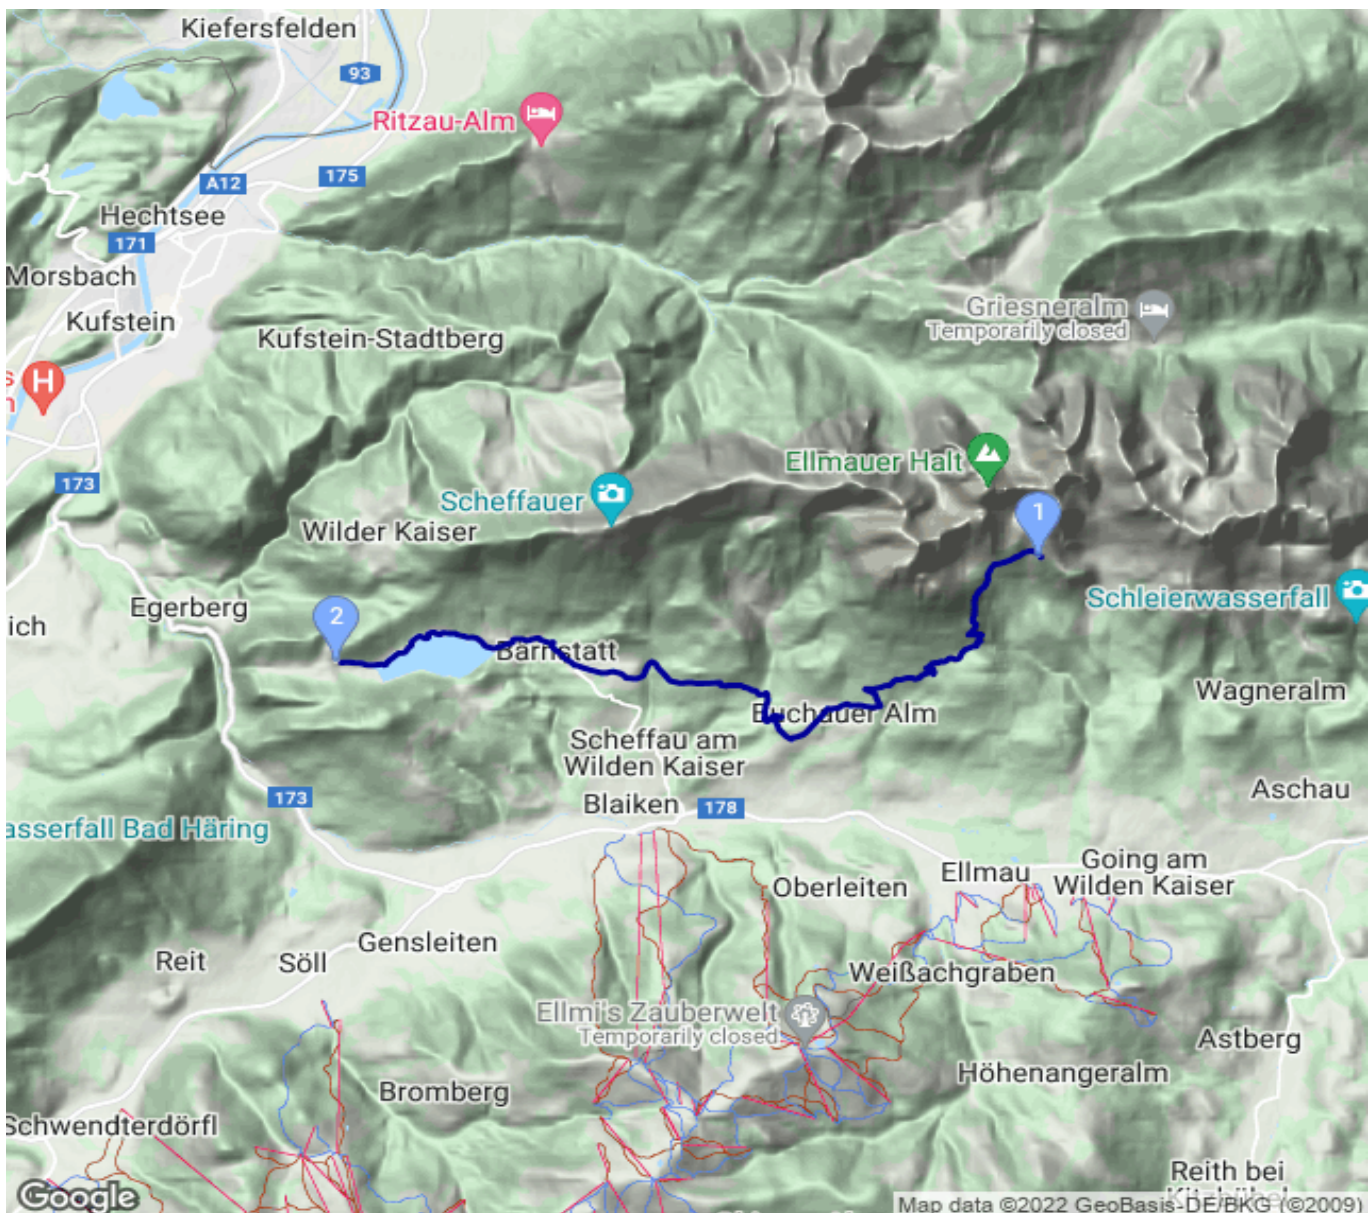 Kiefersfelden
93
Ritzau-Alm
A12
175
Hechtsee
171
Morsbach
Kufstein
Griesneralm
Temporarily closed
Kufstein-Stadtberg
H
Ellmauer Halt
173
Scheffauer
1
Wilder Kaiser
Egerberg
Schleierwasserfall
2
ich
Bärnstatt
Wagneralm
Buchauer Alm
Scheffau am
Wilden Kaiser
Aschau
173
Blaiken
178
asserfall Bad Häring
Ellmau
Going am
Wilden Kaiser
Oberleiten
Gensleiten
Reit
Söll
Weißachgraben
Ellmi's Zauberwelt
Temporarily closed
Astberg
Höhenangeralm
Bromberg
Schwendterdörfl
Reith bei
Kitzbühel
Google
Map data ©2022 GeoBasis-DE/BKG (©2009)